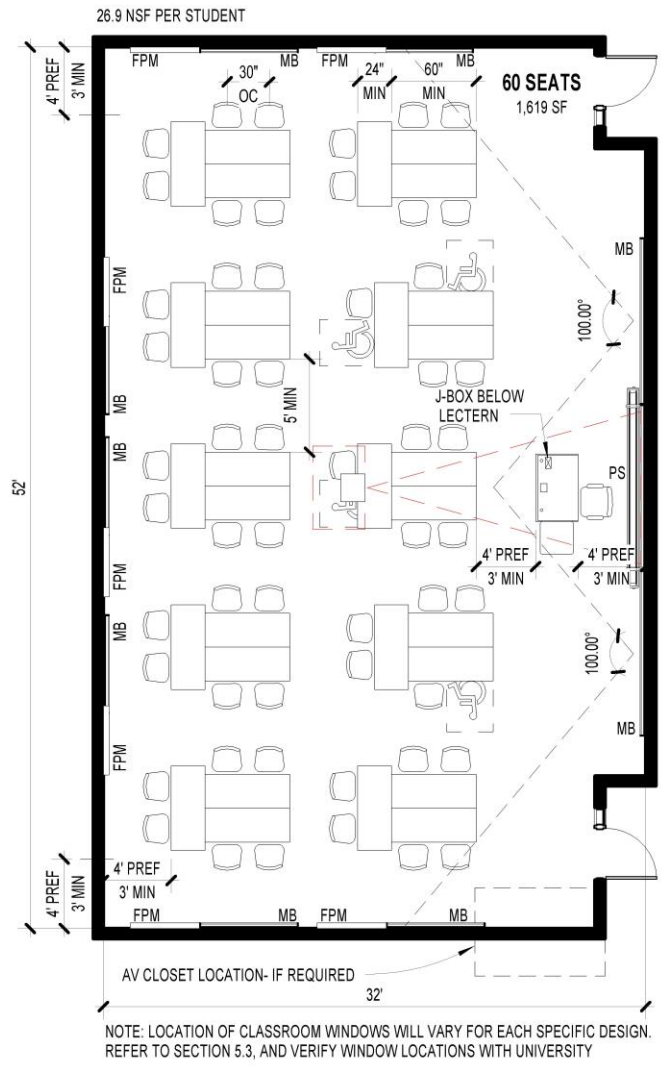 26.9 NSF PER STUDENT
FPM
MB
FPM
MB
4' PREF
3' MIN
30"
OC
24"
MIN
60"
MIN
60 SEATS
1,619 SF
MB
FPM
100.00°
MB
5' MIN
J-BOX BELOW
LECTERN
MB
52'
PS
4' PREF
3' MIN
4' PREF
3' MIN
FPM
MB
100.00°
FPM
MB
4' PREF
3' MIN
4' PREF
3' MIN
FPM
MB
FPM
MB
AV CLOSET LOCATION- IF REQUIRED
32'
NOTE: LOCATION OF CLASSROOM WINDOWS WILL VARY FOR EACH SPECIFIC DESIGN.
REFER TO SECTION 5.3, AND VERIFY WINDOW LOCATIONS WITH UNIVERSITY